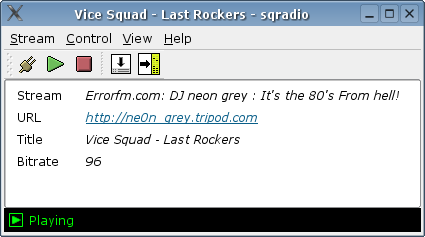 Vice Squad - Last Rockers - sqradio
Stream Control View Help
Stream Errorfm.com: DJ neon grey : It's the 80's From hell!
URL http://ne0n_grey.tripod.com
Title Vice Squad - Last Rockers
Bitrate 96
Playing